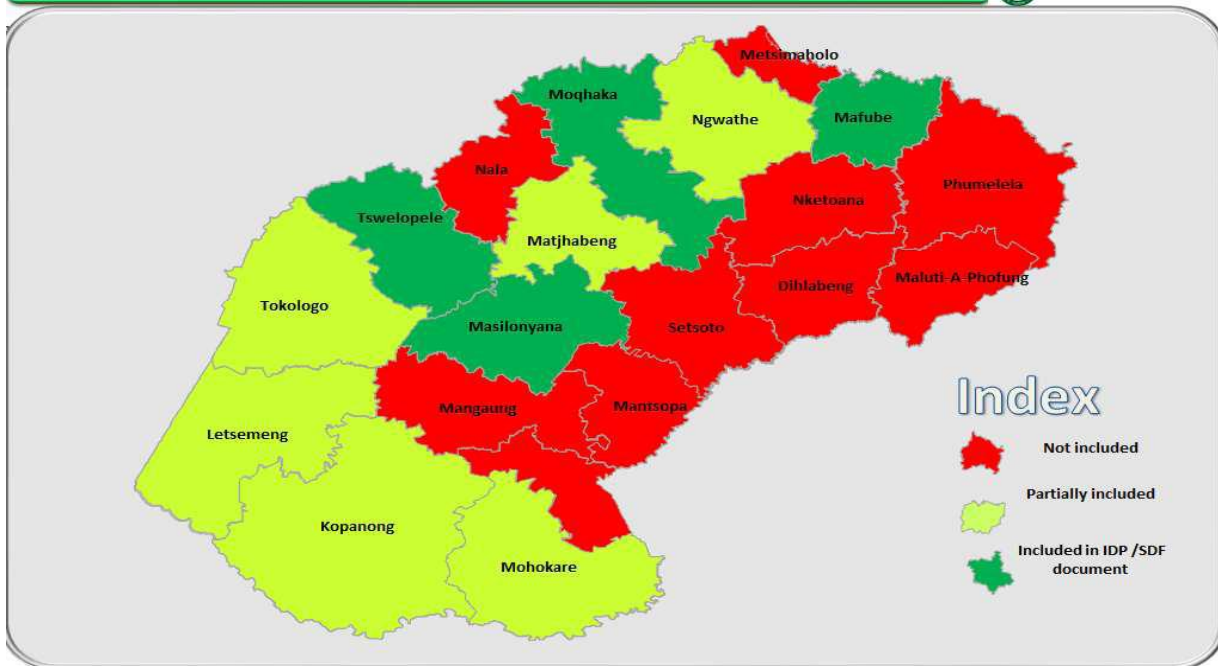 Metsimaholo
Moqhaka
Ngwathe
Mafube
Nala
Phumelela
Nketoana
Tswelopele
Matjhabeng
Dihlabeng
Maluti-A-Phofung
Tokologo
Masilonyana
Setsoto
Mangaung
Mantsopa
Letsemeng
Kopanong
Mohokare
Index
Not included
Partially included
Included in IDP /SDF
document